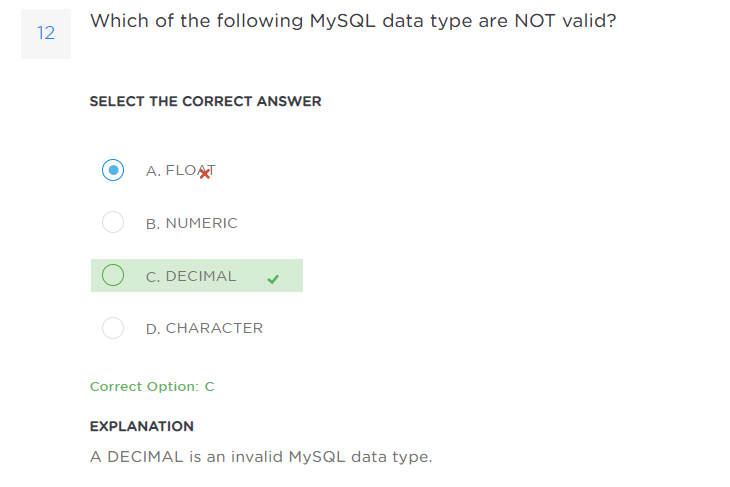 12
Which of the following MySQL data type are NOT valid?
SELECT THE CORRECT ANSWER
A. FLOAT
B. NUMERIC
C. DECIMAL
D. CHARACTER
Correct Option: C
EXPLANATION
A DECIMAL is an invalid MySQL data type.